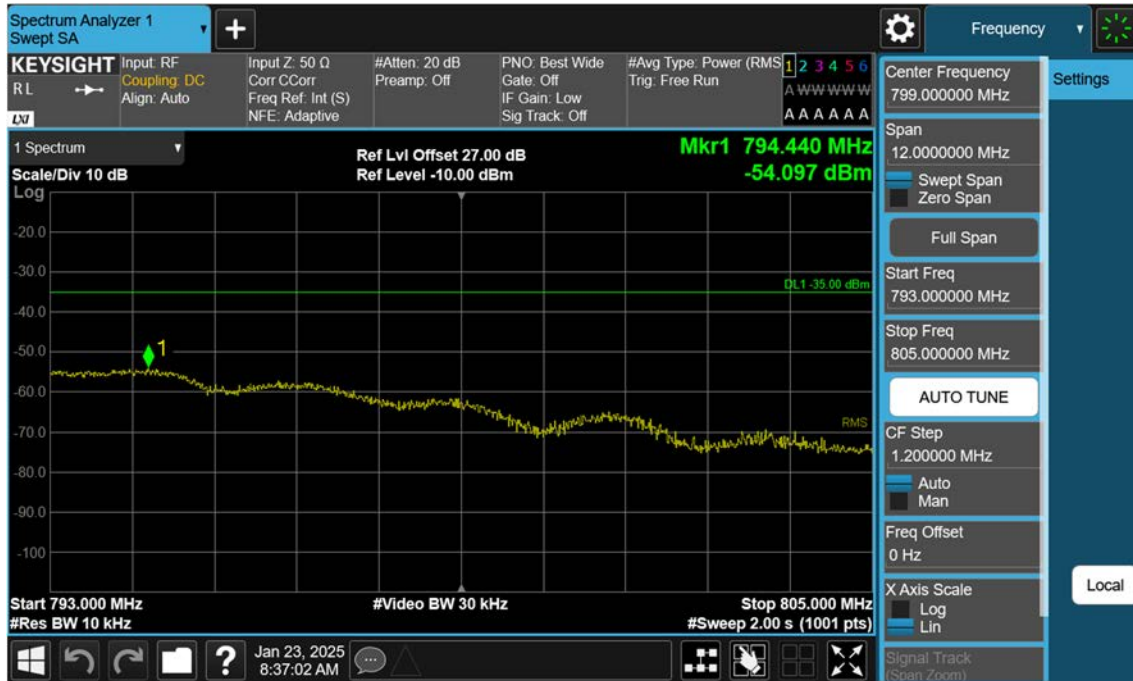 Spectrum Analyzer 1
Swept SA
Frequency
KEYSIGHT
RL
LXI
Input: RF
Coupling: DC
Align: Auto
Input Z: 50 Ω
Corr CCorr
Freq Ref: Int (S)
NFE: Adaptive
#Atten: 20 dB
Preamp: Off
PNO: Best Wide
Gate: Off
IF Gain: Low
Sig Track: Off
#Avg Type: Power (RMS
Trig: Free Run
1 2 3 4 5 6
A W W W W W
A A A A A A
1 Spectrum
Scale/Div 10 dB
Log
Ref Lvl Offset 27.00 dB
Ref Level -10.00 dBm
Mkr1 794.440 MHz
-54.097 dBm
-20.0
-30.0
DL1 -35.00 dBm
-40.0
-50.0
1
-60.0
-70.0
RMS
-80.0
-90.0
-100
Start 793.000 MHz
#Res BW 10 kHz
#Video BW 30 kHz
Stop 805.000 MHz
#Sweep 2.00 s (1001 pts)
Center Frequency
799.000000 MHz
Span
12.0000000 MHz
Swept Span
Zero Span
Full Span
Start Freq
793.000000 MHz
Stop Freq
805.000000 MHz
AUTO TUNE
CF Step
1.200000 MHz
Auto
Man
Freq Offset
0 Hz
X Axis Scale
Log
Lin
Signal Track
(Span Zoom)
Settings
Local
?
Jan 23, 2025
8:37:02 AM